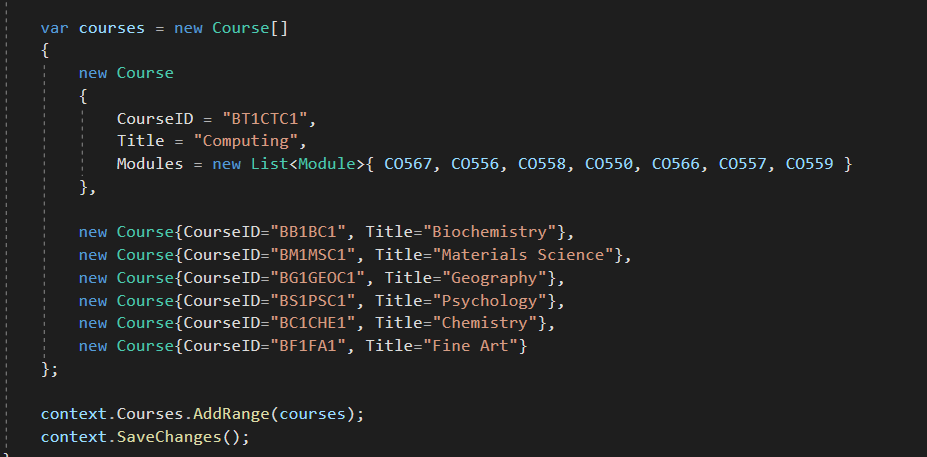 var courses = new Course[]
{
new Course
{
CourseID = "BT1CTC1",
Title = "Computing",
Modules = new List<Module>{ CO567, CO556, CO558, CO550, CO566, CO557, CO559 }
},
new Course{CourseID="BB1BC1", Title="Biochemistry"},
new Course{CourseID="BM1MSC1", Title="Materials Science"},
new Course{CourseID="BG1GEOC1", Title="Geography"},
new Course{CourseID="BS1PSC1", Title="Psychology"},
new Course{CourseID="BC1CHE1", Title="Chemistry"},
new Course{CourseID="BF1FA1", Title="Fine Art"}
};
context.Courses.AddRange(courses);
context.SaveChanges();